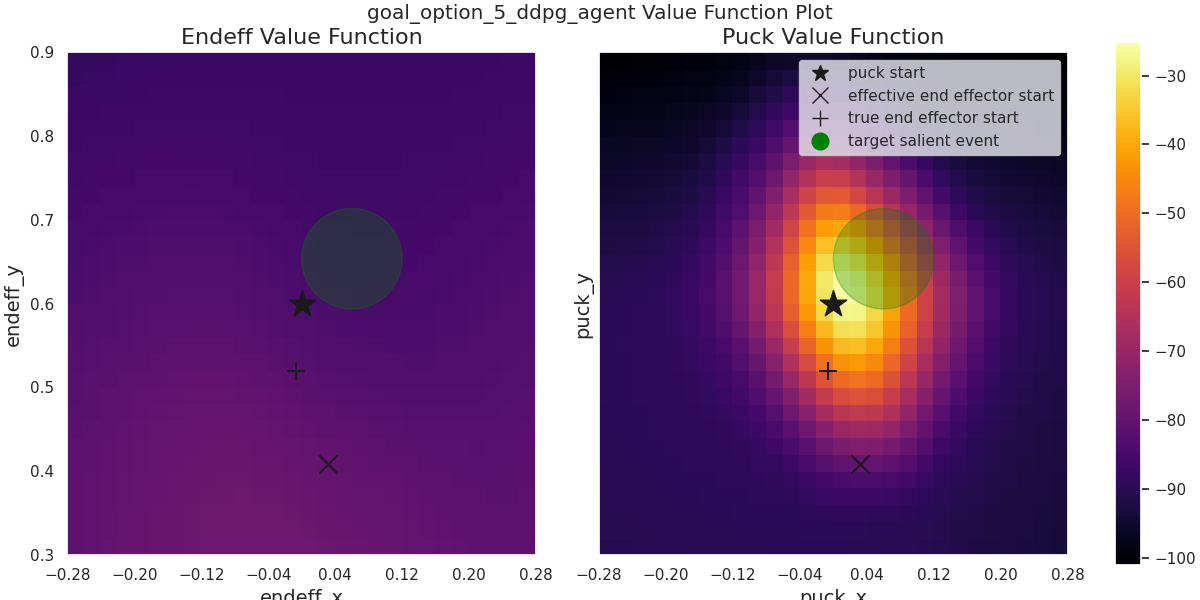 goal_option_5_ddpg_agent Value Function Plot
Endeff Value Function
0.9
0.8
0.7
0.6
0.5
0.4
0.3
endeff_y
−0.28 −0.20 −0.12 −0.04 0.04 0.12 0.20 0.28
endeff_x
Puck Value Function
puck start
effective end effector start
true end effector start
target salient event
puck_y
−0.28 −0.20 −0.12 −0.04 0.04 0.12 0.20 0.28
puck_x
−30
−40
−50
−60
−70
−80
−90
−100